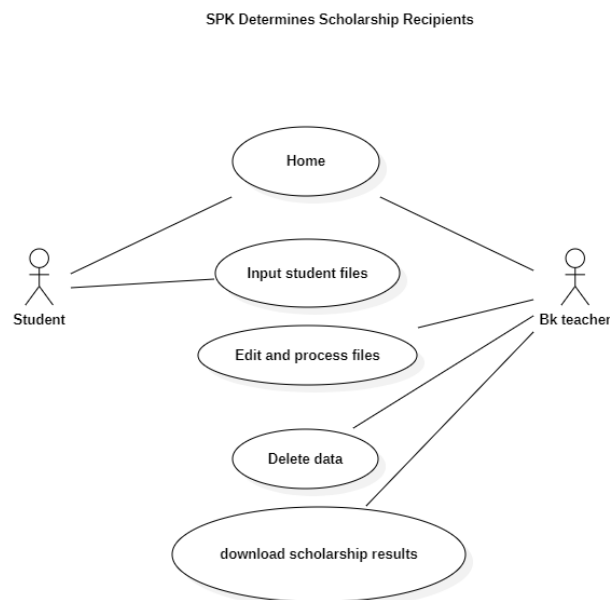 SPK Determines Scholarship Recipients
Home
Input student files
Student
Bk teacher
Edit and process files
Delete data
download scholarship results